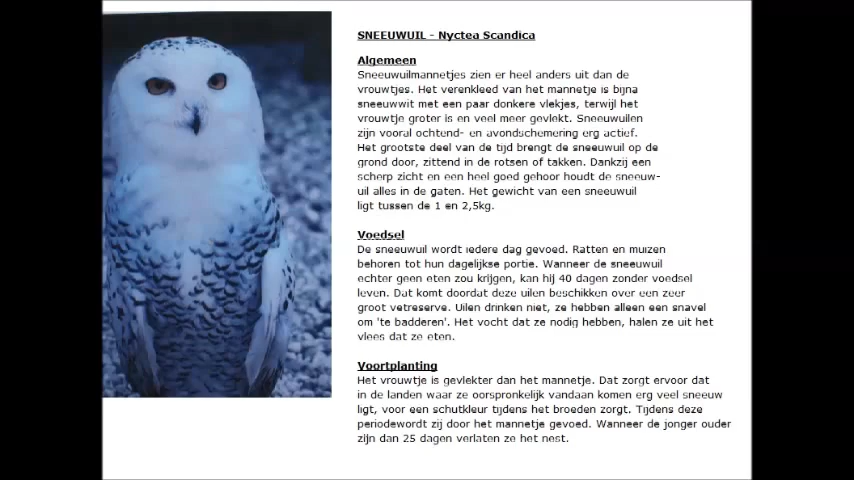 SNEEUWUIL - Nyctea Scandica
Algemeen
Sneeuwuilmannetjes zien er heel anders uit dan de
vrouwtjes. Het verenkleed van het mannetje is bijna
sneeuwwit met een paar donkere vlekjes, terwijl het
vrouwtje groter is en veel meer gevlekt. Sneeuwuilen
zijn vooral ochtend- en avondschemering erg actief.
Het grootste deel van de tijd brengt de sneeuwuil op de
grond door, zittend in de rotsen of takken. Dankzij een
scherp zicht en een heel goed gehoor houdt de sneeuw-
uil alles in de gaten. Het gewicht van een sneeuwuil
ligt tussen de 1 en 2,5kg.
Voedsel
De sneeuwuil wordt iedere dag gevoed. Ratten en muizen
behoren tot hun dagelijkse portie. Wanneer de sneeuwuil
echter geen eten zou krijgen, kan hij 40 dagen zonder voedsel
leven. Dat komt doordat deze uilen beschikken over een zeer
groot vetreserve. Uilen drinken niet, ze hebben alleen een snavel
om 'te badderen'. Het vocht dat ze nodig hebben, halen ze uit het
vlees dat ze eten.
Voortplanting
Het vrouwtje is gevlekter dan het mannetje. Dat zorgt ervoor dat
in de landen waar ze oorspronkelijk vandaan komen erg veel sneeuw
ligt, voor een schutkleur tijdens het broeden zorgt. Tijdens deze
periodewordt zij door het mannetje gevoed. Wanneer de jonger ouder
zijn dan 25 dagen verlaten ze het nest.